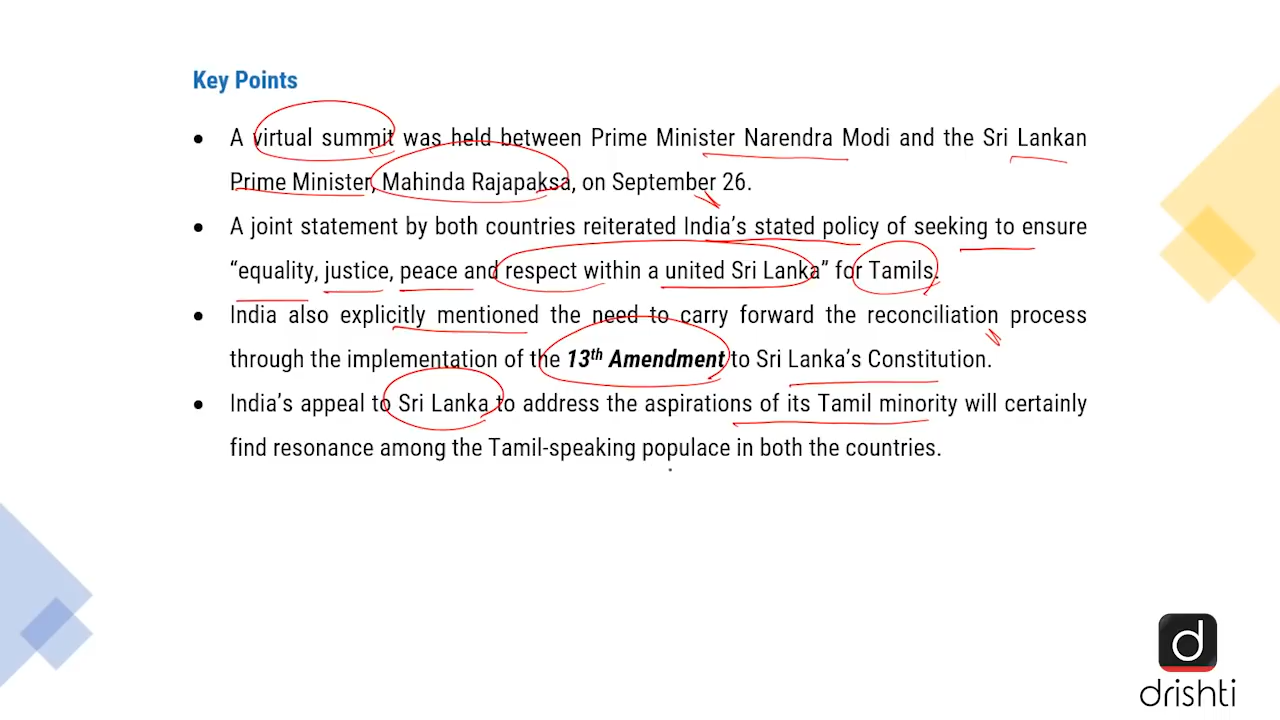 Key Points
• A virtual summit was held between Prime Minister Narendra Modi and the Sri Lankan
Prime Minister, Mahinda Rajapaksa, on September 26.
• A joint statement by both countries reiterated India's stated policy of seeking to ensure
“equality, justice, peace and respect within a united Sri Lanka” for Tamils.
• India also explicitly mentioned the need to carry forward the reconciliation process
through the implementation of the 13th Amendment to Sri Lanka's Constitution.
• India's appeal to Sri Lanka to address the aspirations of its Tamil minority will certainly
find resonance among the Tamil-speaking populace in both the countries.
d
drishti